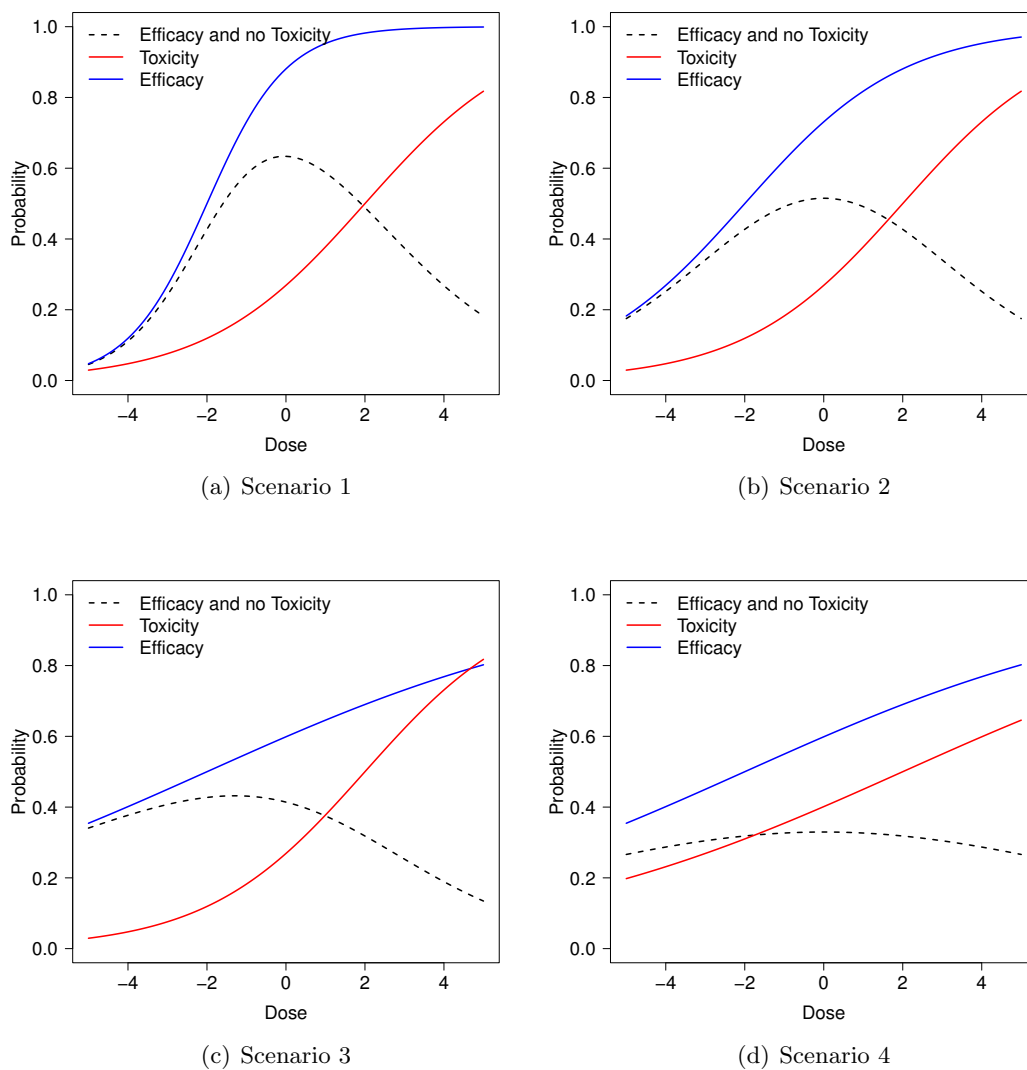 1.0
0.8
0.6
0.4
0.2
0.0
Probability
Efficacy and no Toxicity
Toxicity
Efficacy
−4 −2 0 2 4
Dose
(a) Scenario 1
1.0
0.8
0.6
0.4
0.2
0.0
Probability
Efficacy and no Toxicity
Toxicity
Efficacy
−4 −2 0 2 4
Dose
(b) Scenario 2
1.0
0.8
0.6
0.4
0.2
0.0
Probability
Efficacy and no Toxicity
Toxicity
Efficacy
−4 −2 0 2 4
Dose
(c) Scenario 3
1.0
0.8
0.6
0.4
0.2
0.0
Probability
Efficacy and no Toxicity
Toxicity
Efficacy
−4 −2 0 2 4
Dose
(d) Scenario 4